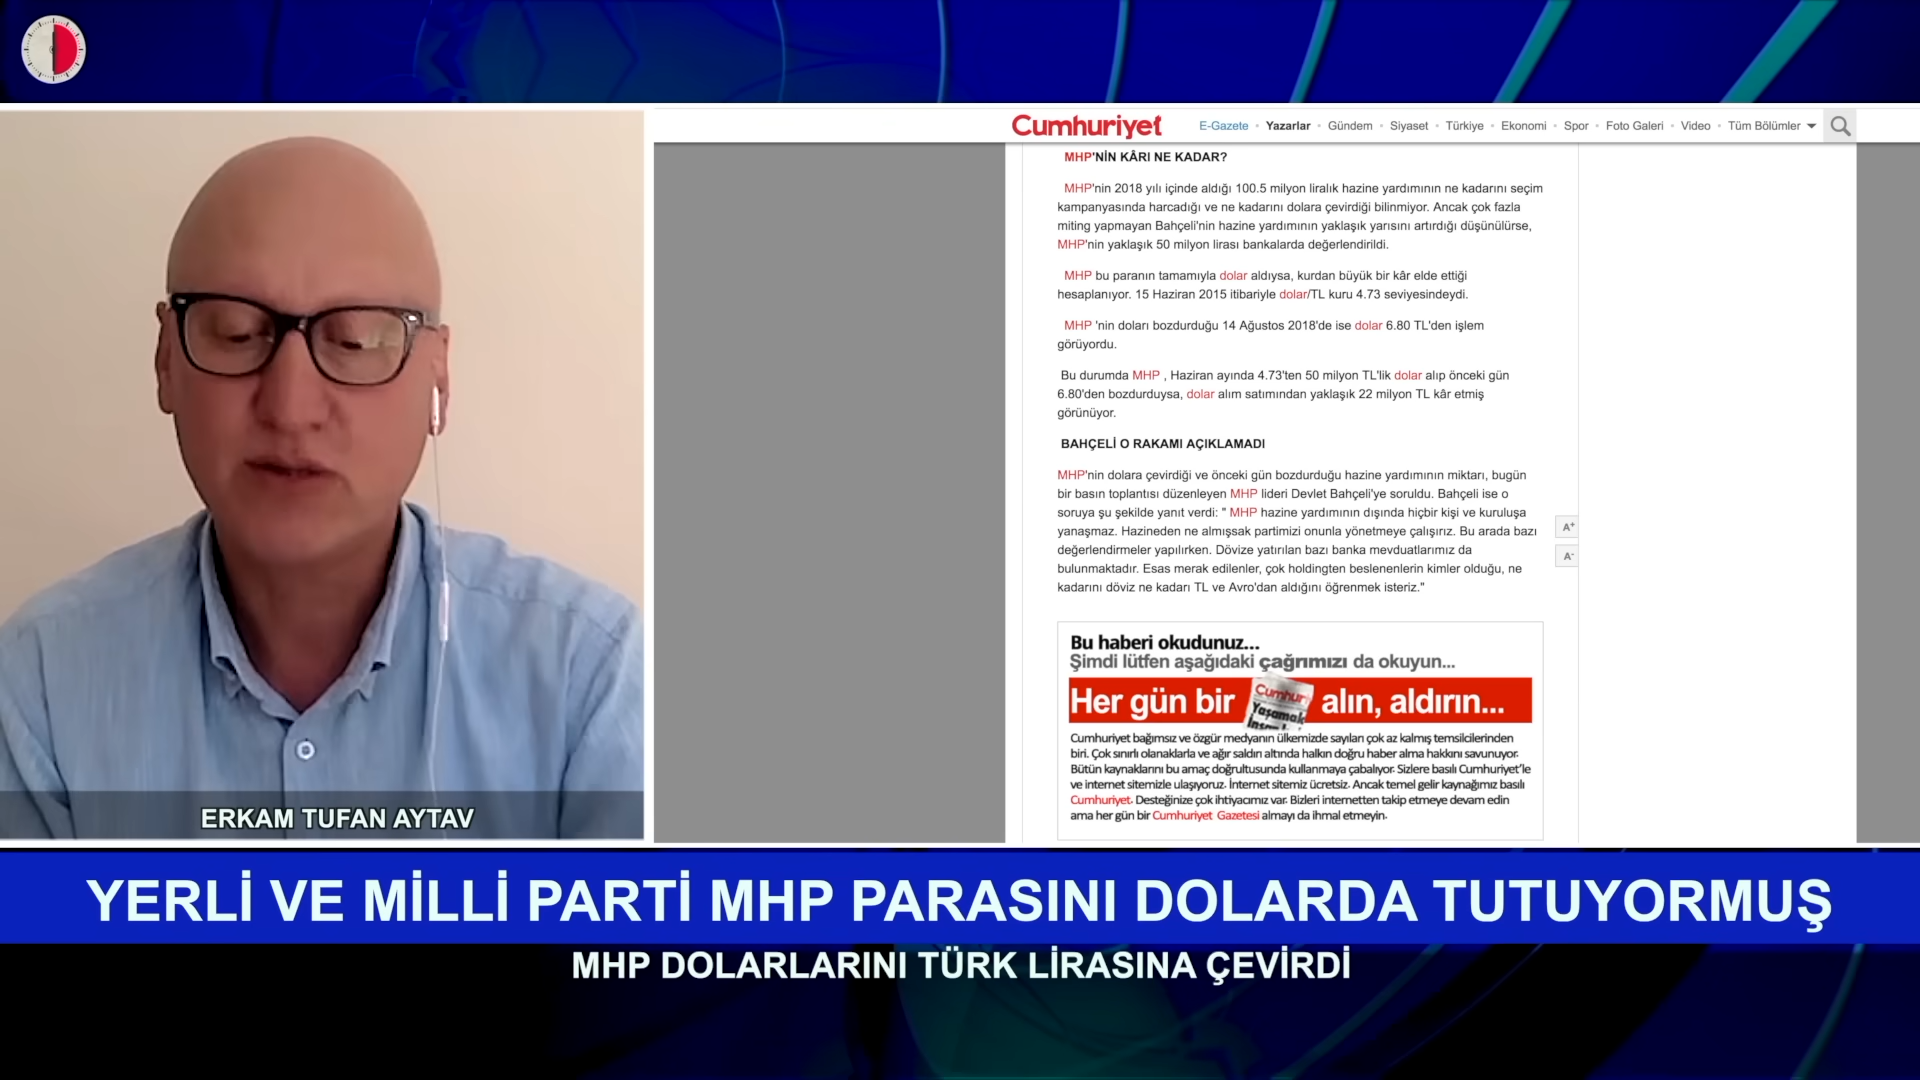 Cumhuriyet E-Gazete • Yazarlar • Gündem • Siyaset • Türkiye • Ekonomi • Spor • Foto Galeri • Video • Tüm Bölümler
MHP'NİN KÂRI NE KADAR?
MHP'nin 2018 yılı içinde aldığı 100.5 milyon liralık hazine yardımının ne kadarını seçim
kampanyasında harcadığı ve ne kadarını dolara çevirdiği bilinmiyor. Ancak çok fazla
miting yapmayan Bahçeli'nin hazine yardımının yaklaşık yarısını artırdığı düşünülürse,
MHP'nin yaklaşık 50 milyon lirası bankalarda değerlendirildi.
MHP bu paranın tamamıyla dolar aldıysa, kurdan büyük bir kâr elde ettiği
hesaplanıyor. 15 Haziran 2015 itibariyle dolar/TL kuru 4.73 seviyesindeydi.
MHP 'nin doları bozdurduğu 14 Ağustos 2018'de ise dolar 6.80 TL'den işlem
görüyordu.
Bu durumda MHP , Haziran ayında 4.73'ten 50 milyon TL'lik dolar alıp önceki gün
6.80'den bozdurduysa, dolar alım satımından yaklaşık 22 milyon TL kâr etmiş
görünüyor.
BAHÇELİ O RAKAMI AÇIKLAMADI
MHP'nin dolara çevirdiği ve önceki gün bozdurduğu hazine yardımının miktarı, bugün
bir basın toplantısı düzenleyen MHP lideri Devlet Bahçeli'ye soruldu. Bahçeli ise o
soruya şu şekilde yanıt verdi: " MHP hazine yardımının dışında hiçbir kişi ve kuruluşa
yanaşmaz. Hazineden ne almışsak partimizi onunla yönetmeye çalışırız. Bu arada bazı
değerlendirmeler yapılırken. Dövize yatırılan bazı banka mevduatlarımız da
bulunmaktadır. Esas merak edilenler, çok holdingten beslenenlerin kimler olduğu, ne
kadarını döviz ne kadarı TL ve Avro'dan aldığını öğrenmek isteriz."
A+
A-
Bu haberi okudunuz...
Şimdi lütfen aşağıdaki çağrımızı da okuyun...
Her gün bir Cumhur Yaşamak alın, aldırın...
Cumhuriyet bağımsız ve özgür medyanın ülkemizde sayıları çok az kalmış temsilcilerinden
biri. Çok sınırlı olanaklarla ve ağır saldırı altında halkın doğru haber alma hakkını savunuyor.
Bütün kaynaklarını bu amaç doğrultusunda kullanmaya çabalıyor. Sizlere basılı Cumhuriyet'le
ve internet sitemizle ulaşıyoruz. İnternet sitemiz ücretsiz. Ancak temel gelir kaynağımız basılı
Cumhuriyet. Desteğinize çok ihtiyacımız var. Bizleri internetten takip etmeye devam edin
ama her gün bir Cumhuriyet Gazetesi almayı da ihmal etmeyin.
ERKAM TUFAN AYTAV
YERLİ VE MİLLİ PARTİ MHP PARASINI DOLARDA TUTUYORMUŞ
MHP DOLARLARINI TÜRK LİRASINA ÇEVİRDİ